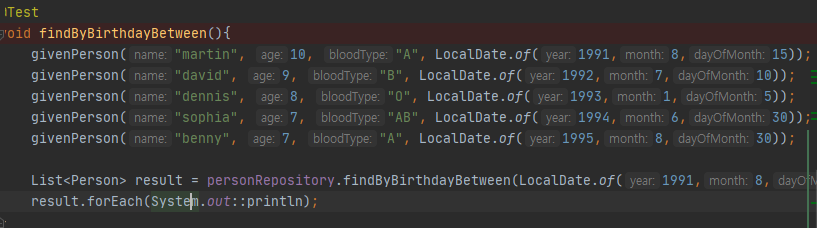 @Test
void findByBirthdayBetween(){
givenPerson( name: "martin", age: 10, bloodType: "A", LocalDate.of( year: 1991, month: 8, dayOfMonth: 15));
givenPerson( name: "david", age: 9, bloodType: "B", LocalDate.of( year: 1992, month: 7, dayOfMonth: 10));
givenPerson( name: "dennis", age: 8, bloodType: "O", LocalDate.of( year: 1993, month: 1, dayOfMonth: 5));
givenPerson( name: "sophia", age: 7, bloodType: "AB", LocalDate.of( year: 1994, month: 6, dayOfMonth: 30));
givenPerson( name: "benny", age: 7, bloodType: "A", LocalDate.of( year: 1995, month: 8, dayOfMonth: 30));
List<Person> result = personRepository.findByBirthdayBetween(LocalDate.of( year: 1991, month: 8,
result.forEach(System.out::println);